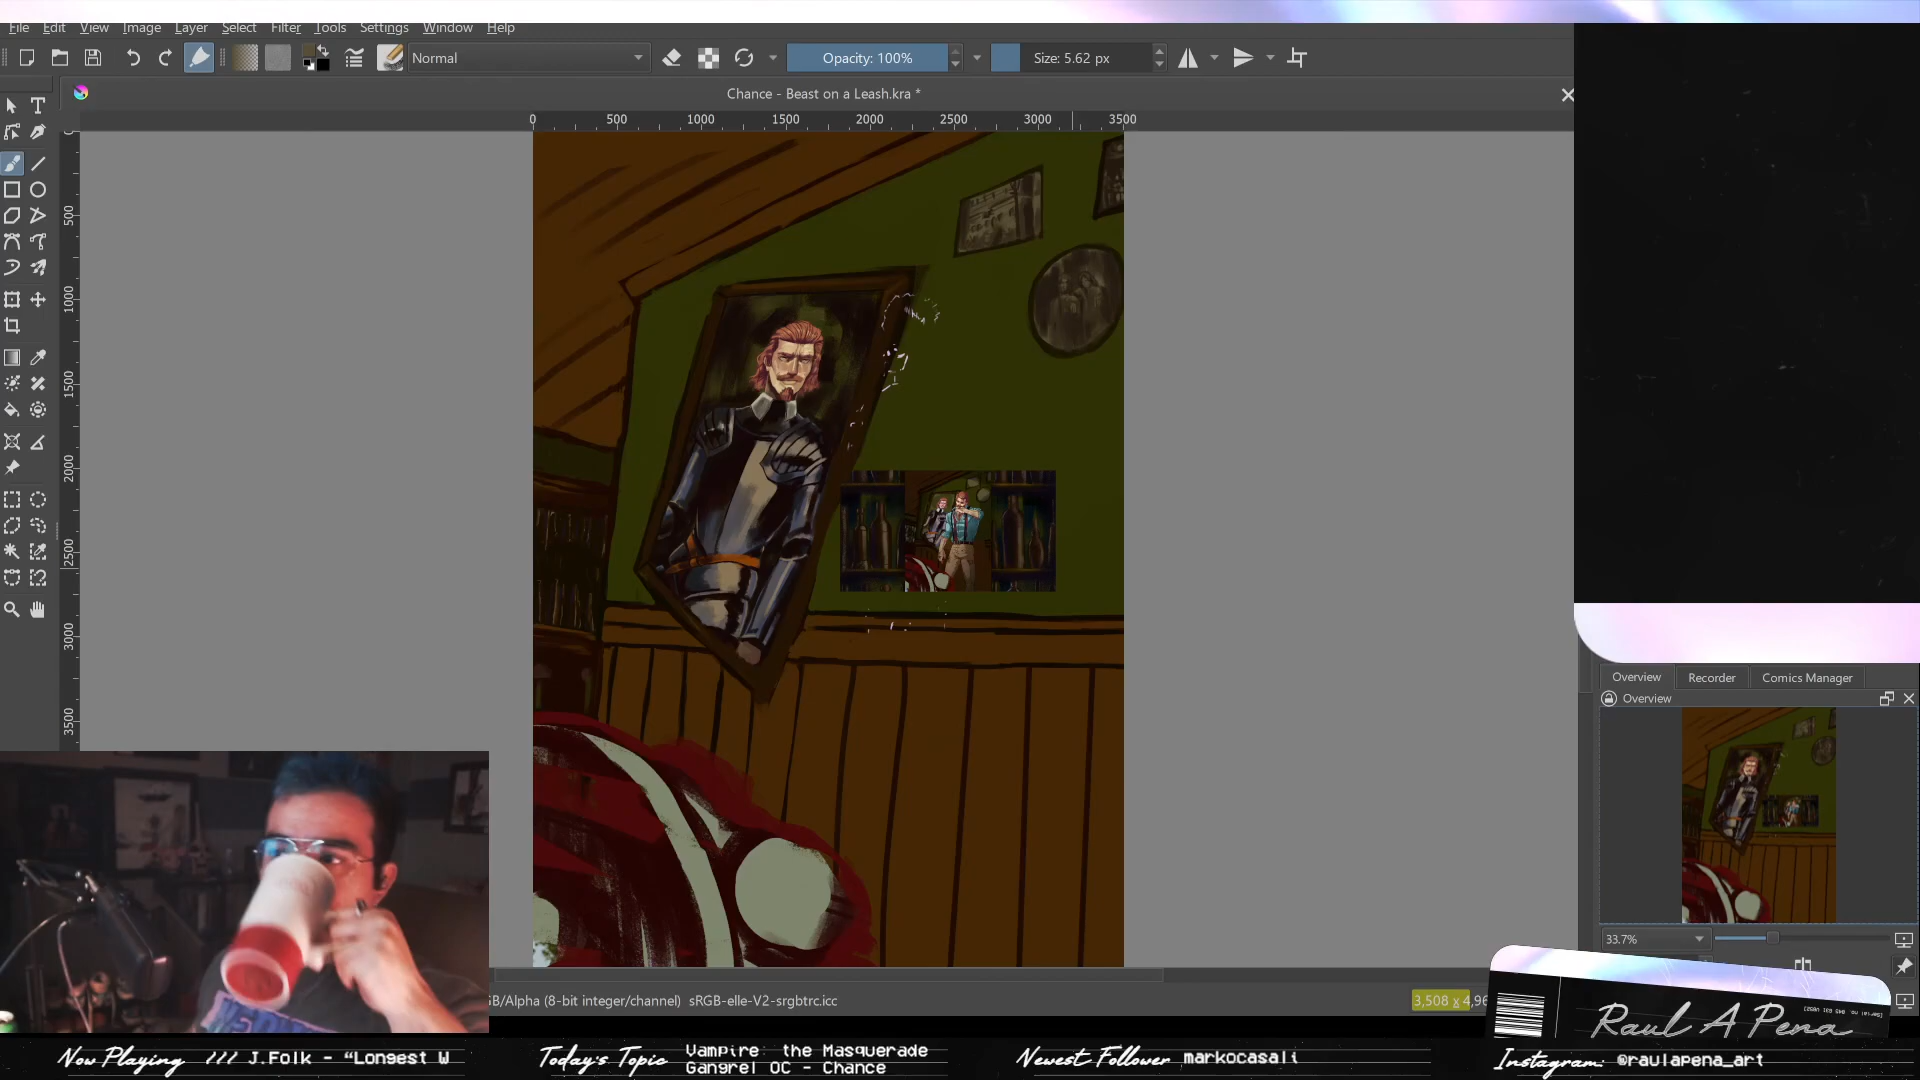 File Edit View Image Layer Select Filter Tools Settings Window Help
Normal
Opacity: 100%
Size: 5.62 px
Chance - Beast on a Leash.kra *
0 500 1000 1500 2000 2500 3000 3500
500
1000
1500
2000
2500
3000
3500
Overview Recorder Comics Manager
Overview
33.7%
GB/Alpha (8-bit integer/channel) sRGB-elle-V2-srgbtrc.icc
3,508 x 4,96
Raul A Pena
Now Playing /// J.Folk - “Longest W
Today's Topic Vampire: the Masquerade
Gangrel OC - Chance
Newest Follower markocasali
Instagram: @raulapena_art